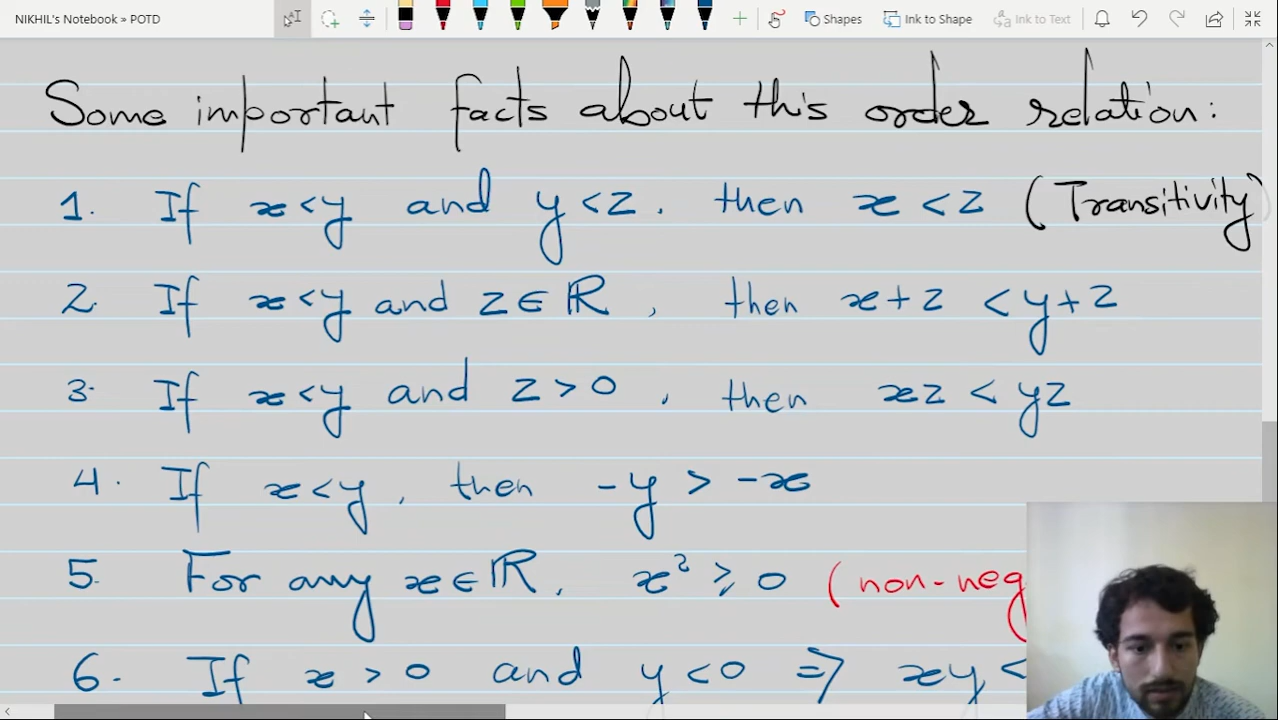 NIKHIL's Notebook » POTD
Shapes
Ink to Shape
Ink to Text
Some important facts about this order relation:
1. If x<y and y<z, then x<z (Transitivity)
2. If x<y and z∈ℝ, then x+z <y+z
3. If x<y and z>0, then xz < yz
4. If x<y, then -y > -x
5. For any x∈ℝ, x² ≥ 0 (non-neg
6. If x > 0 and y<0 => xy <